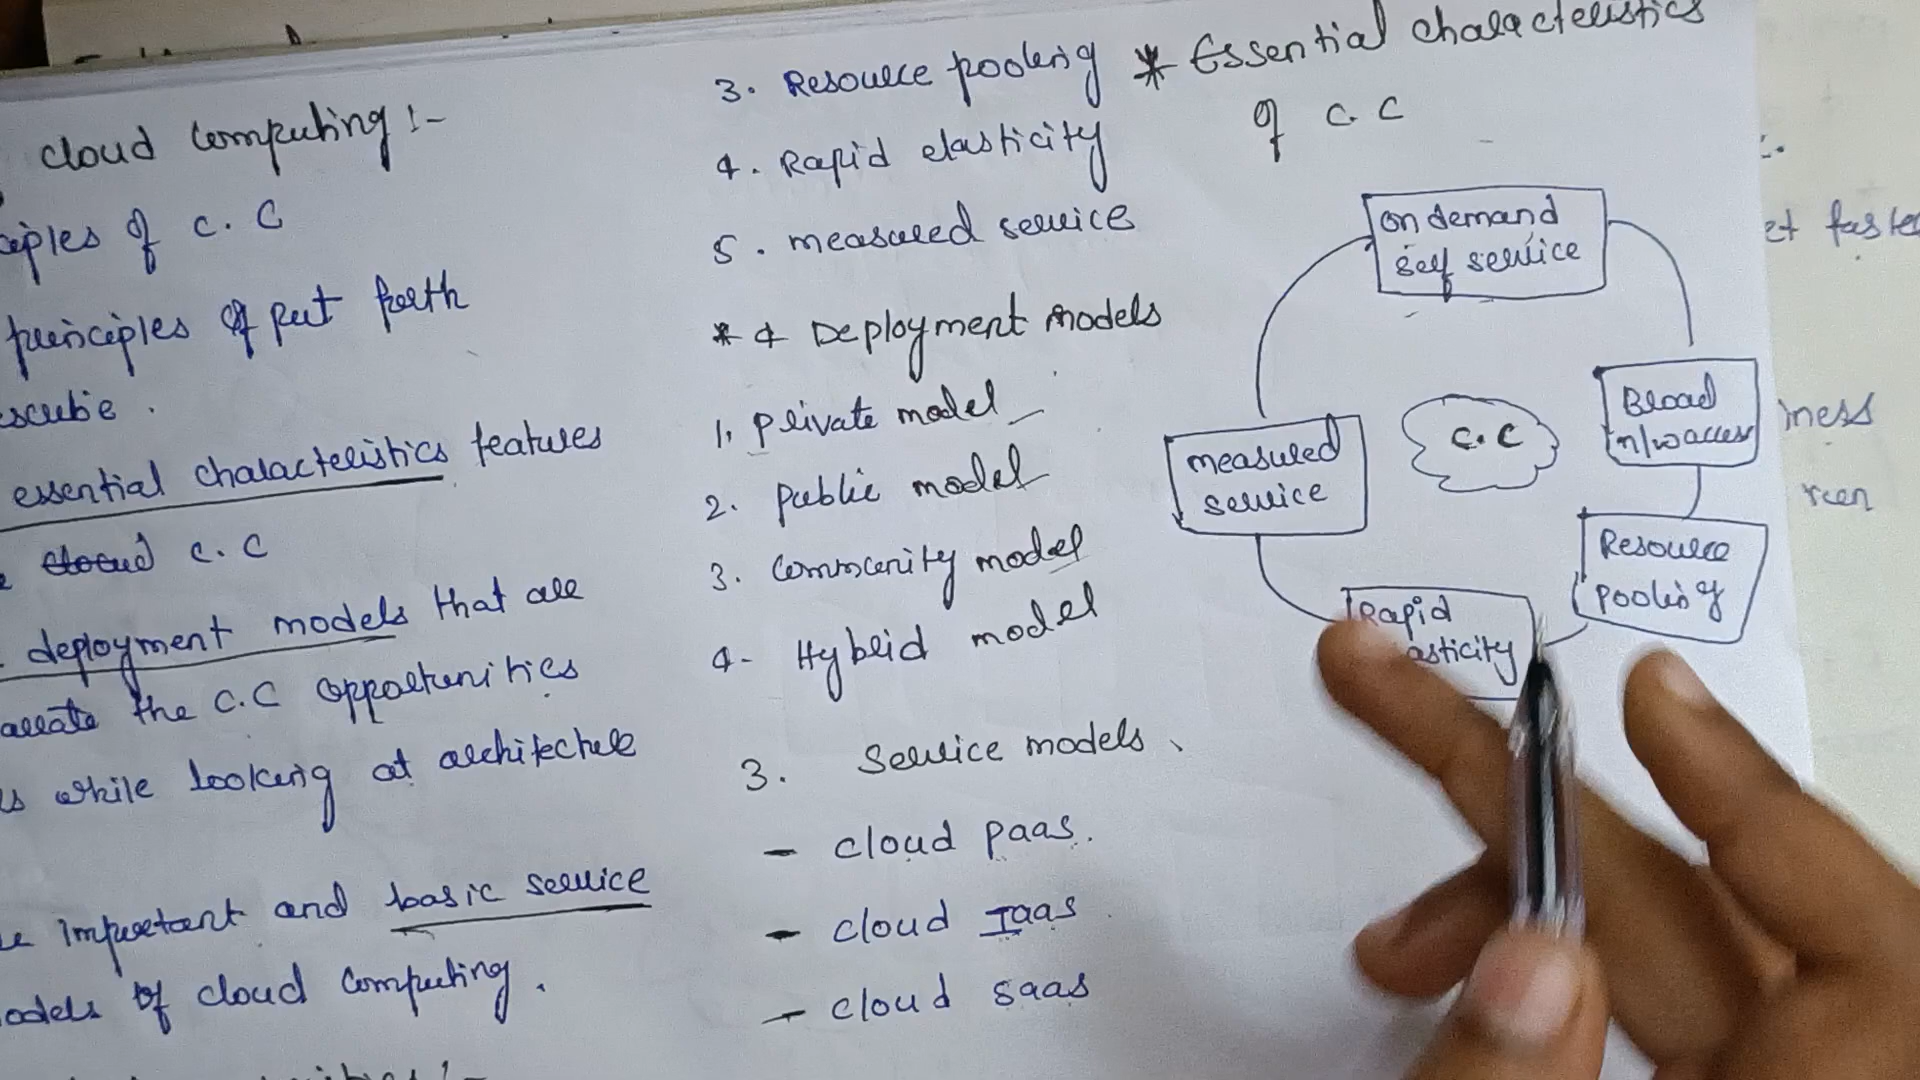 cloud computing :-
ciples of c. c
principles of put forth
scribe .
essential characteristics features
cloud c. c
deployment models that are
the c.c opportunities
while looking at architecture
important and basic service
odels of cloud computing .
3. Resource pooling
4. Rapid elasticity
5. measured service
* 4 Deployment models
1. private model
2. public model
3. community model
4- Hybrid model
3. Service models
- cloud paas.
- cloud Iaas
- cloud saas
* Essential characteristics
of c. c
on demand
self service
Broad
n/w access
c.c
measured
service
Resource
pooling
Rapid
asticity
et faster
iness